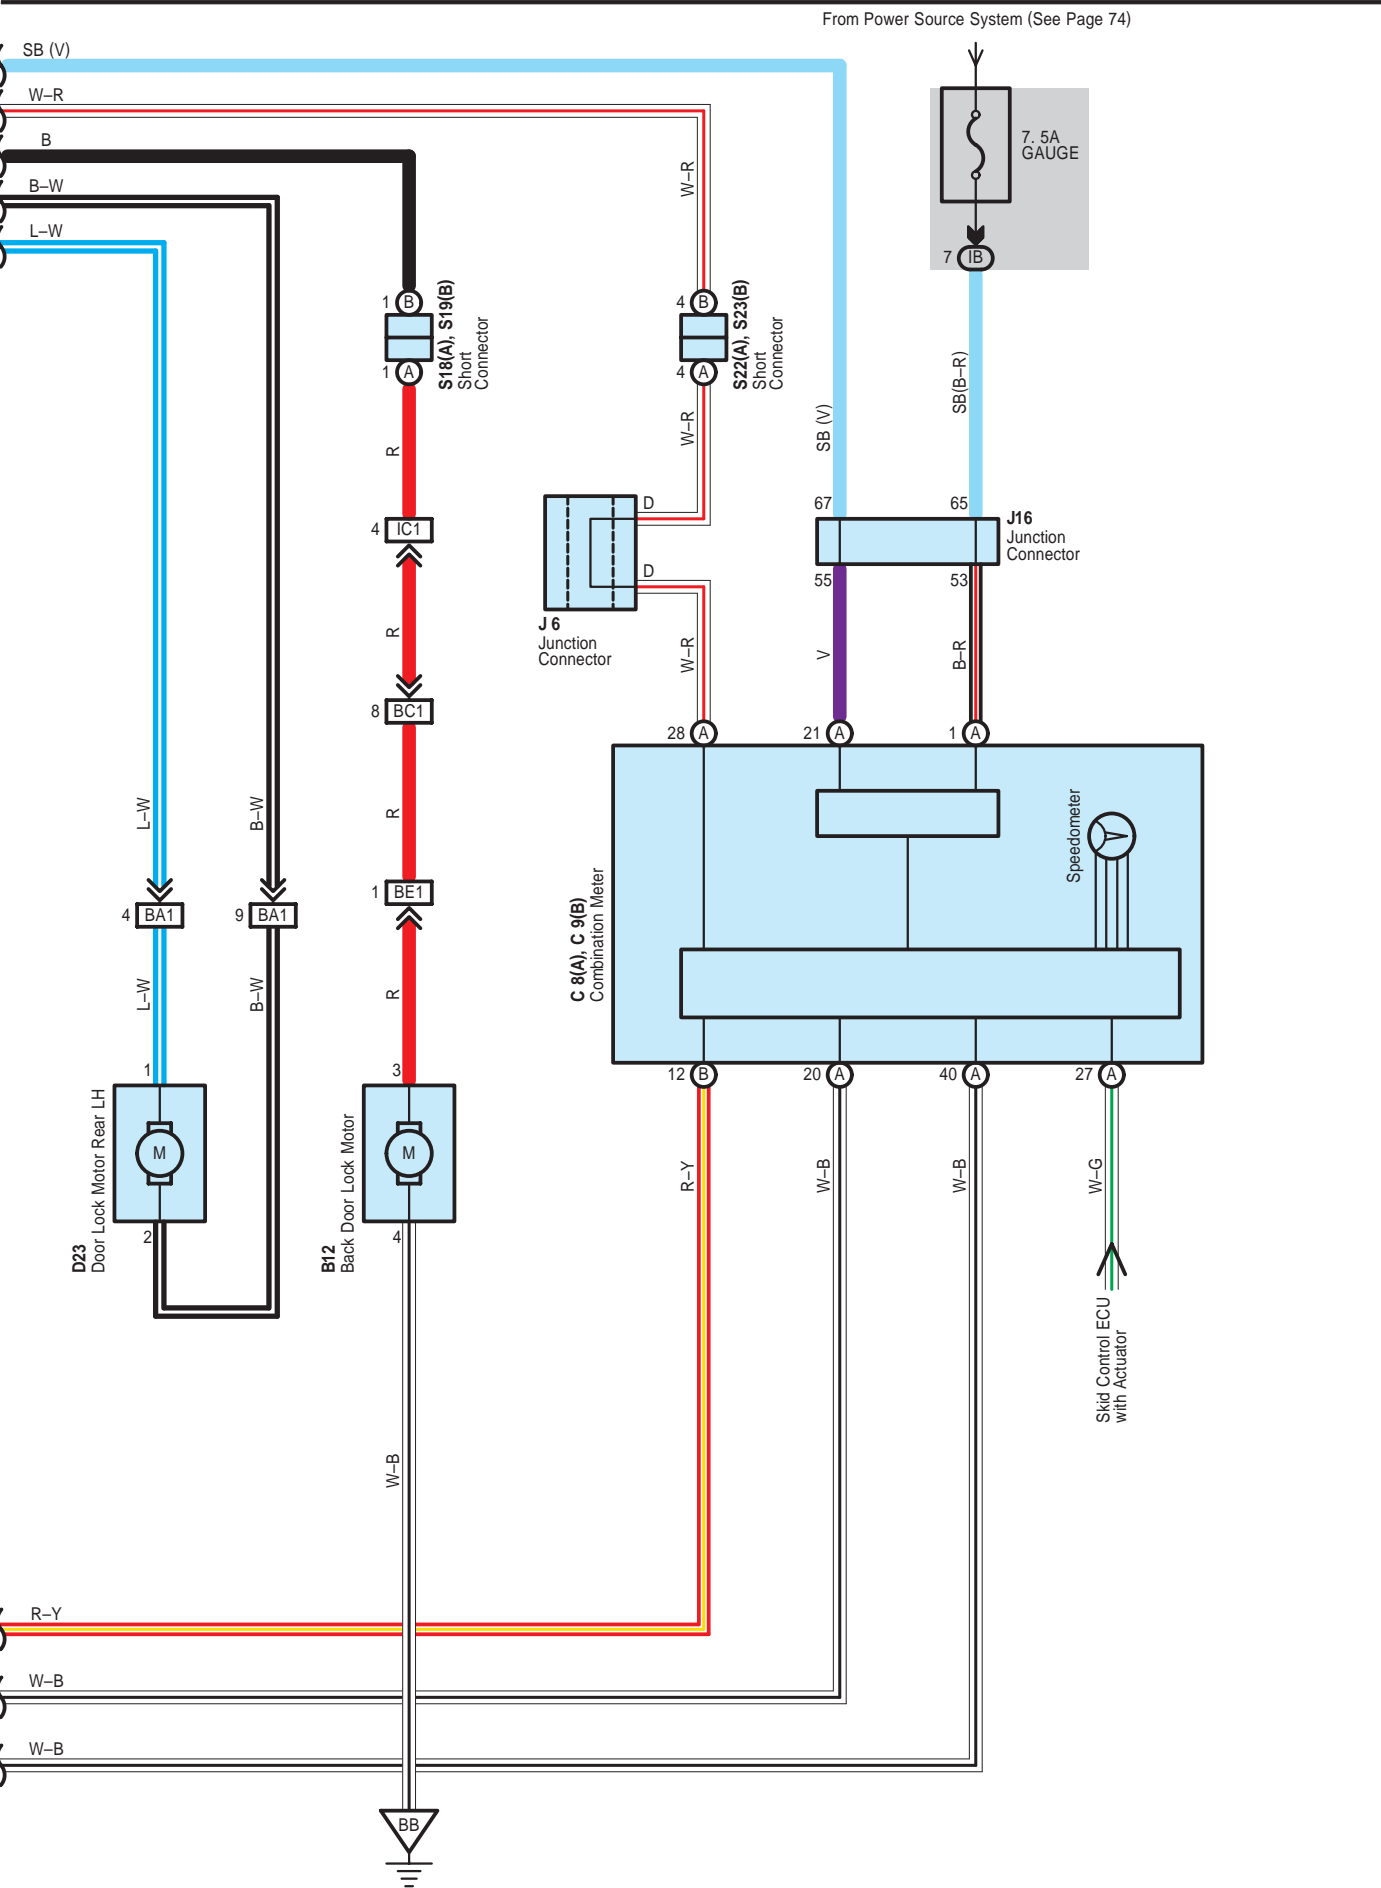 From Power Source System (See Page 74)
SB (V)
W–R
B
B–W
L–W
7. 5A
GAUGE
7 IB
W–R
1 B
S18(A), S19(B)
Short
Connector
1 A
4 B
S22(A), S23(B)
Short
Connector
4 A
SB (V)
SB(B–R)
R
W–R
67
65
J16
Junction
Connector
4 IC1
D
D
J 6
Junction
Connector
55
53
R
W–R
V
B–R
8 BC1
28 A
21 A
1 A
L–W
B–W
R
Speedometer
1 BE1
4 BA1
9 BA1
C 8(A), C 9(B)
Combination Meter
L–W
B–W
R
1
3
12 B
20 A
40 A
27 A
M
M
D23
Door Lock Motor Rear LH
B12
Back Door Lock Motor
2
4
R–Y
W–B
W–B
W–G
Skid Control ECU
with Actuator
W–B
R–Y
W–B
W–B
BB